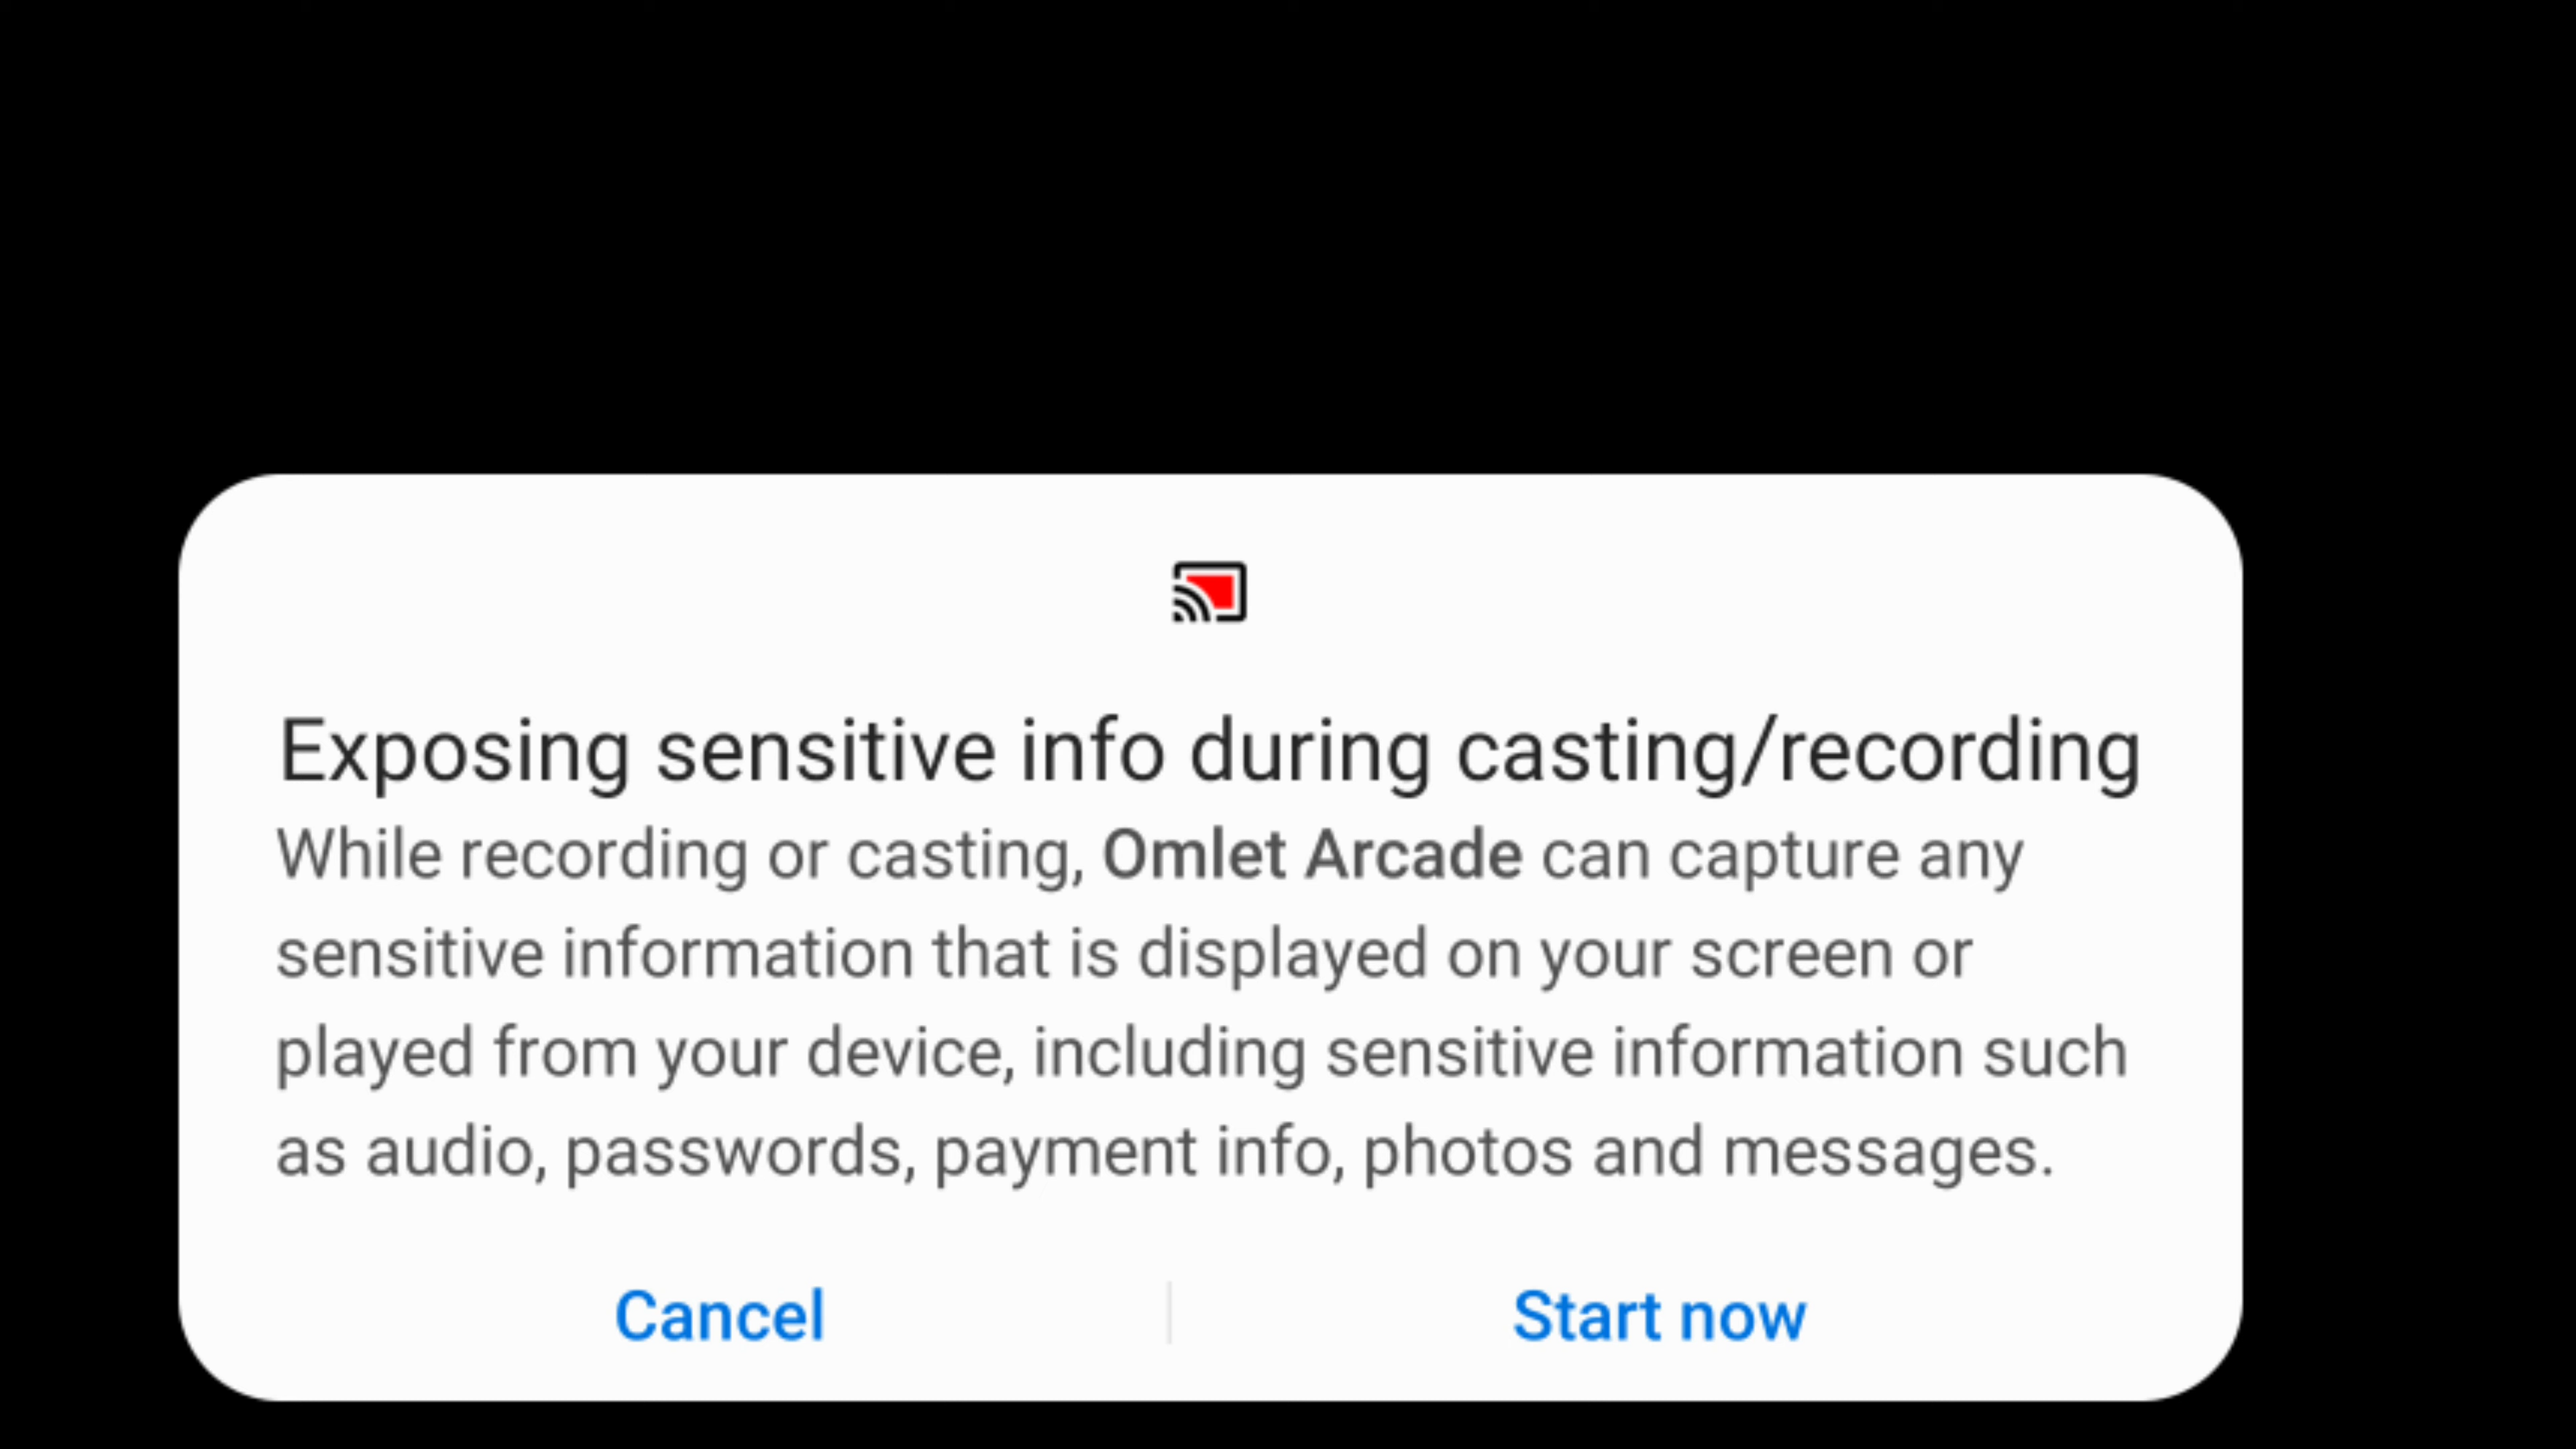 Exposing sensitive info during casting/recording
While recording or casting, Omlet Arcade can capture any
sensitive information that is displayed on your screen or
played from your device, including sensitive information such
as audio, passwords, payment info, photos and messages.
Cancel
Start now